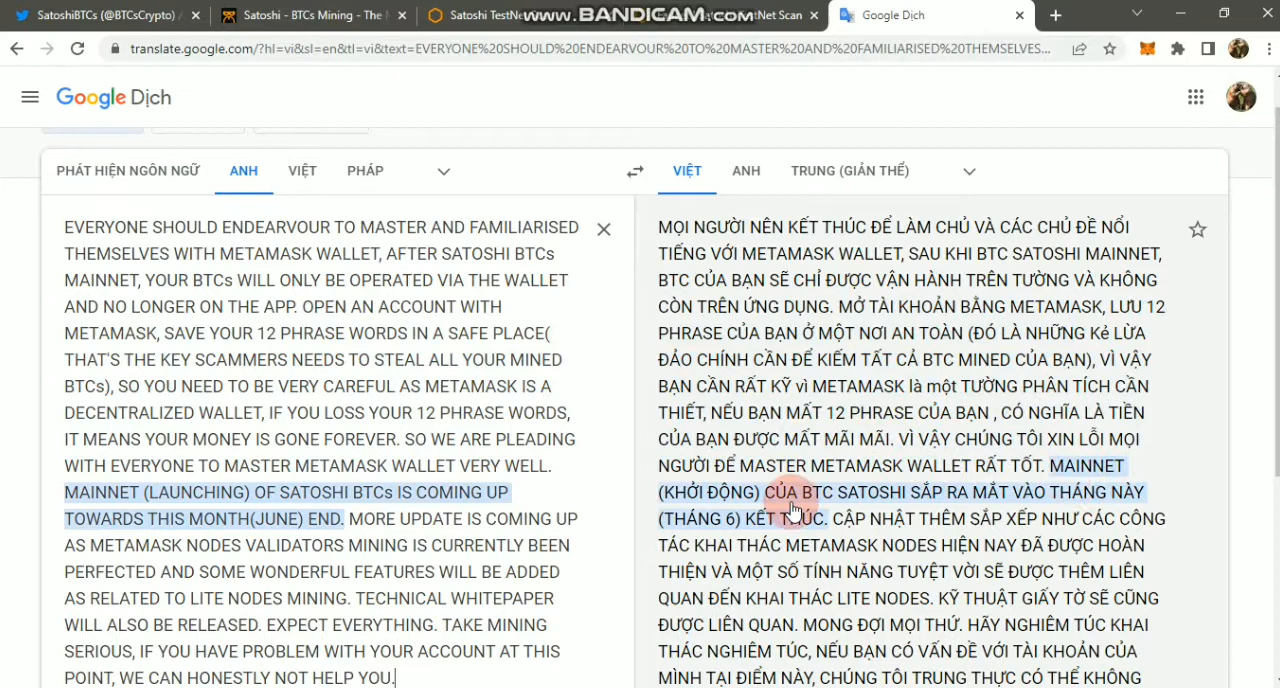 SatoshiBTCs (@BTCsCrypto) /
Satoshi - BTCs Mining - The
Satoshi TestNe
www.BANDICAM.com
tNet Scan
Google Dịch
translate.google.com/?hl=vi&sl=en&tl=vi&text=EVERYONE%20SHOULD%20ENDEARVOUR%20TO%20MASTER%20AND%20FAMILIARISED%20THEMSELVES...
Google Dịch
PHÁT HIỆN NGÔN NGỮ
ANH
VIỆT
PHÁP
VIỆT
ANH
TRUNG (GIẢN THỂ)
EVERYONE SHOULD ENDEARVOUR TO MASTER AND FAMILIARISED
THEMSELVES WITH METAMASK WALLET, AFTER SATOSHI BTCs
MAINNET, YOUR BTCs WILL ONLY BE OPERATED VIA THE WALLET
AND NO LONGER ON THE APP. OPEN AN ACCOUNT WITH
METAMASK, SAVE YOUR 12 PHRASE WORDS IN A SAFE PLACE(
THAT'S THE KEY SCAMMERS NEEDS TO STEAL ALL YOUR MINED
BTCs), SO YOU NEED TO BE VERY CAREFUL AS METAMASK IS A
DECENTRALIZED WALLET, IF YOU LOSS YOUR 12 PHRASE WORDS,
IT MEANS YOUR MONEY IS GONE FOREVER. SO WE ARE PLEADING
WITH EVERYONE TO MASTER METAMASK WALLET VERY WELL.
MAINNET (LAUNCHING) OF SATOSHI BTCs IS COMING UP
TOWARDS THIS MONTH(JUNE) END. MORE UPDATE IS COMING UP
AS METAMASK NODES VALIDATORS MINING IS CURRENTLY BEEN
PERFECTED AND SOME WONDERFUL FEATURES WILL BE ADDED
AS RELATED TO LITE NODES MINING. TECHNICAL WHITEPAPER
WILL ALSO BE RELEASED. EXPECT EVERYTHING. TAKE MINING
SERIOUS, IF YOU HAVE PROBLEM WITH YOUR ACCOUNT AT THIS
POINT, WE CAN HONESTLY NOT HELP YOU.
MỌI NGƯỜI NÊN KẾT THÚC ĐỂ LÀM CHỦ VÀ CÁC CHỦ ĐỀ NỔI
TIẾNG VỚI METAMASK WALLET, SAU KHI BTC SATOSHI MAINNET,
BTC CỦA BẠN SẼ CHỈ ĐƯỢC VẬN HÀNH TRÊN TƯỜNG VÀ KHÔNG
CÒN TRÊN ỨNG DỤNG. MỞ TÀI KHOẢN BẰNG METAMASK, LƯU 12
PHRASE CỦA BẠN Ở MỘT NƠI AN TOÀN (ĐÓ LÀ NHỮNG Kẻ LỪA
ĐẢO CHÍNH CẦN ĐỂ KIẾM TẤT CẢ BTC MINED CỦA BẠN), VÌ VẬY
BẠN CẦN RẤT KỸ vì METAMASK là một TƯỜNG PHÂN TÍCH CẦN
THIẾT, NẾU BẠN MẤT 12 PHRASE CỦA BẠN , CÓ NGHĨA LÀ TIỀN
CỦA BẠN ĐƯỢC MẤT MÃI MÃI. VÌ VẬY CHÚNG TÔI XIN LỖI MỌI
NGƯỜI ĐỂ MASTER METAMASK WALLET RẤT TỐT. MAINNET
(KHỞI ĐỘNG) CỦA BTC SATOSHI SẮP RA MẮT VÀO THÁNG NÀY
(THÁNG 6) KẾT THÚC. CẬP NHẬT THÊM SẮP XẾP NHƯ CÁC CÔNG
TÁC KHAI THÁC METAMASK NODES HIỆN NAY ĐÃ ĐƯỢC HOÀN
THIỆN VÀ MỘT SỐ TÍNH NĂNG TUYỆT VỜI SẼ ĐƯỢC THÊM LIÊN
QUAN ĐẾN KHAI THÁC LITE NODES. KỸ THUẬT GIẤY TỜ SẼ CŨNG
ĐƯỢC LIÊN QUAN. MONG ĐỢI MỌI THỨ. HÃY NGHIÊM TÚC KHAI
THÁC NGHIÊM TÚC, NẾU BẠN CÓ VẤN ĐỀ VỚI TÀI KHOẢN CỦA
MÌNH TẠI ĐIỂM NÀY, CHÚNG TÔI TRUNG THỰC CÓ THỂ KHÔNG